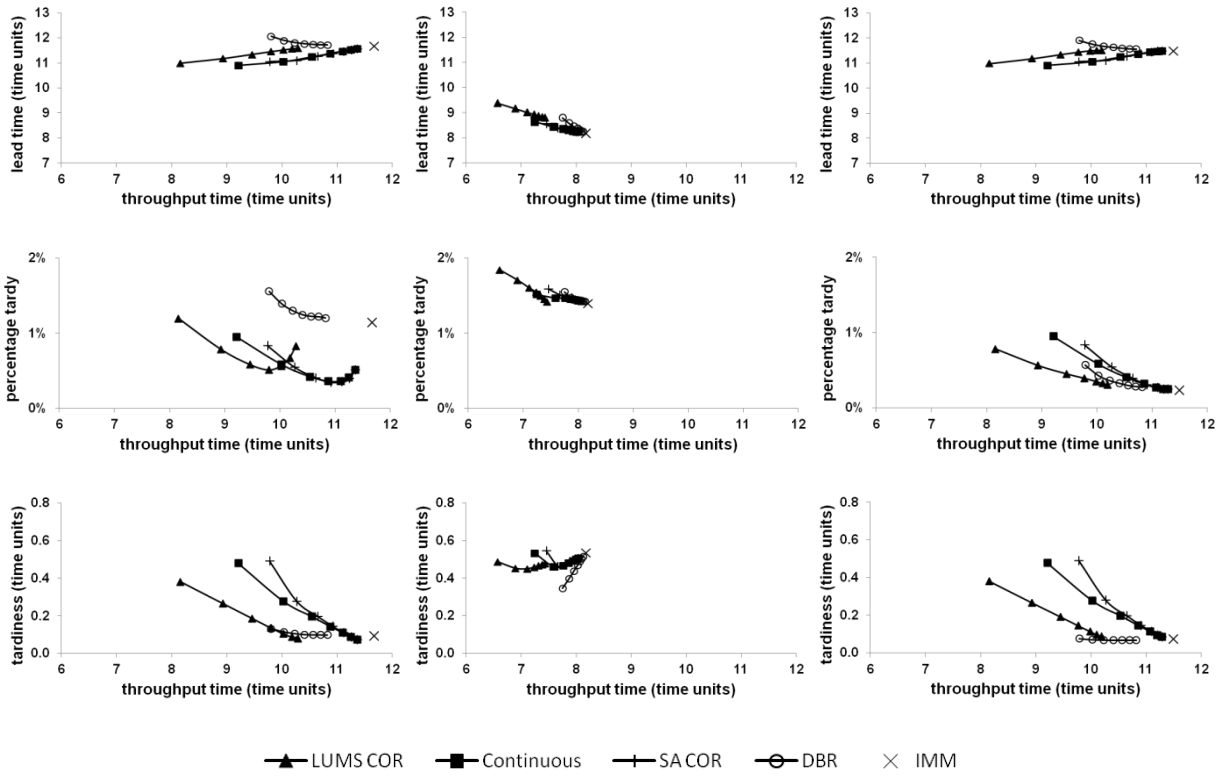 13 13 13
12 12 12
11 11 11
10 10 10
9 9 9
8 8 8
7 7 7
lead time (time units) lead time (time units) lead time (time units)
6 7 8 9 10 11 12 6 7 8 9 10 11 12 6 7 8 9 10 11 12
throughput time (time units) throughput time (time units) throughput time (time units)
2% 2% 2%
1% 1% 1%
0% 0% 0%
percentage tardy percentage tardy percentage tardy
6 7 8 9 10 11 12 6 7 8 9 10 11 12 6 7 8 9 10 11 12
throughput time (time units) throughput time (time units) throughput time (time units)
0.8 0.8 0.8
0.6 0.6 0.6
0.4 0.4 0.4
0.2 0.2 0.2
0.0 0.0 0.0
tardiness (time units) tardiness (time units) tardiness (time units)
6 7 8 9 10 11 12 6 7 8 9 10 11 12 6 7 8 9 10 11 12
throughput time (time units) throughput time (time units) throughput time (time units)
LUMS COR Continuous SA COR DBR IMM